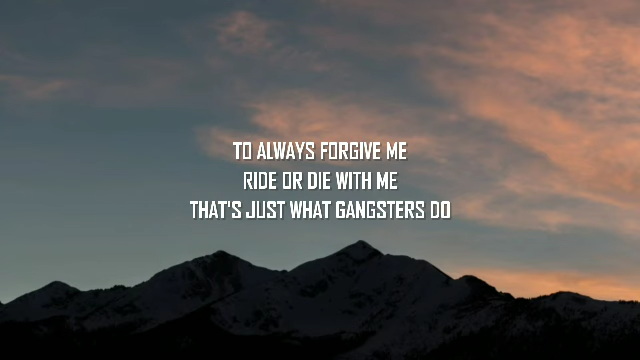 TO ALWAYS FORGIVE ME
RIDE OR DIE WITH ME
THAT'S JUST WHAT GANGSTERS DO